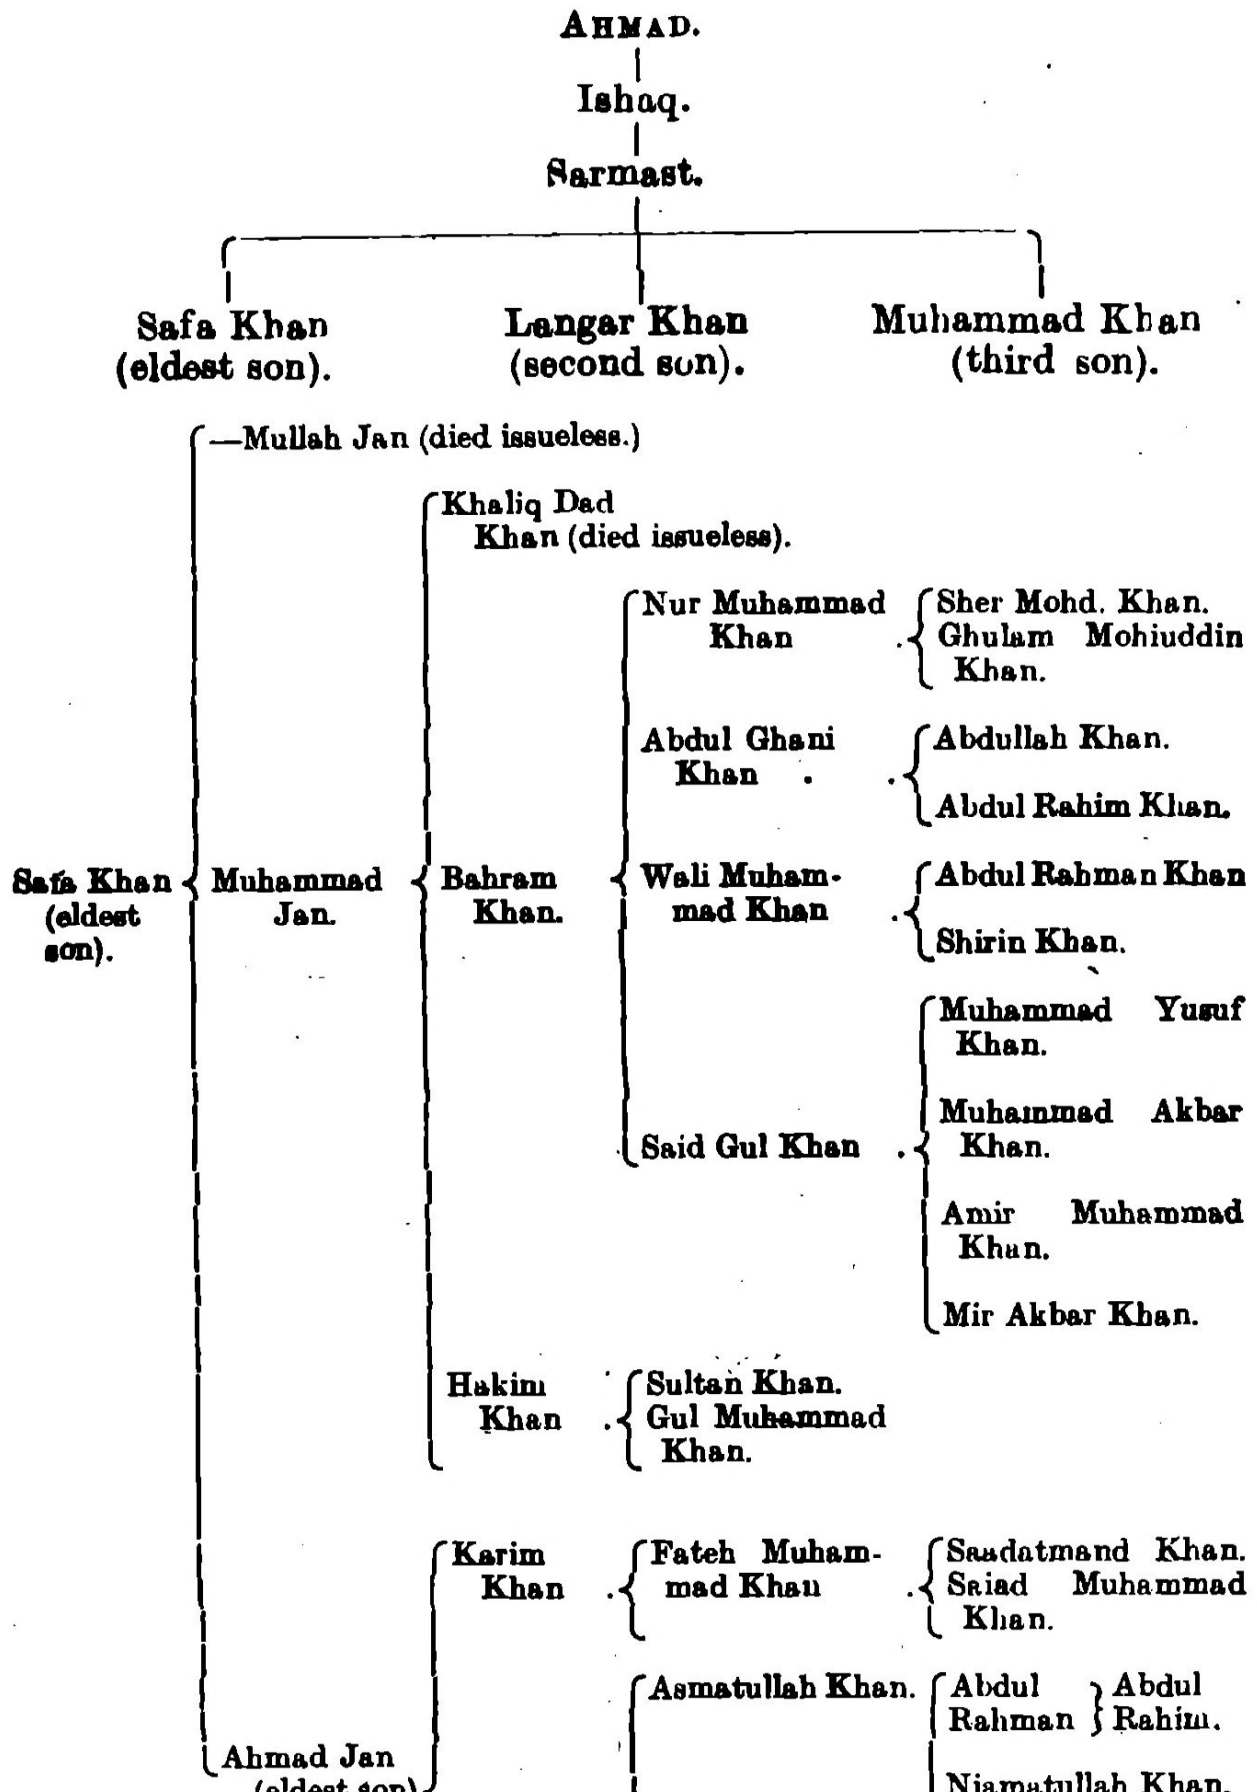 AHMAD.
Ishaq.
Sarmast.
Safa Khan
(eldest son).
Langar Khan
(second son).
Muhammad Khan
(third son).
—Mullah Jan (died issueless.)
Khaliq Dad
Khan (died issueless).
Nur Muhammad
Khan
Sher Mohd. Khan.
Ghulam Mohiuddin
Khan.
Abdul Ghani
Khan
Abdullah Khan.
Abdul Rahim Khan.
Safa Khan
(eldest
son).
Muhammad
Jan.
Bahram
Khan.
Wali Muham-
mad Khan
Abdul Rahman Khan
Shirin Khan.
Said Gul Khan
Muhammad Yusuf
Khan.
Muhammad Akbar
Khan.
Amir Muhammad
Khan.
Mir Akbar Khan.
Hakim
Khan
Sultan Khan.
Gul Muhammad
Khan.
Karim
Khan
Fateh Muham-
mad Khan
Saadatmand Khan.
Saiad Muhammad
Khan.
Ahmad Jan
(eldest son)
Asmatullah Khan.
Abdul
Rahman
Abdul
Rahim.
Niamatullah Khan.